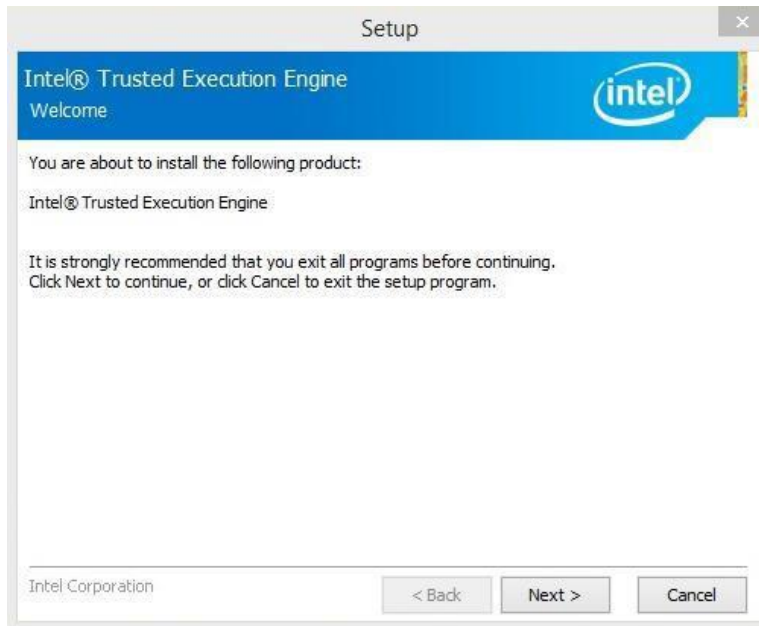 Setup
Intel® Trusted Execution Engine
Welcome
intel
You are about to install the following product:
Intel® Trusted Execution Engine
It is strongly recommended that you exit all programs before continuing.
Click Next to continue, or click Cancel to exit the setup program.
Intel Corporation
< Back Next > Cancel